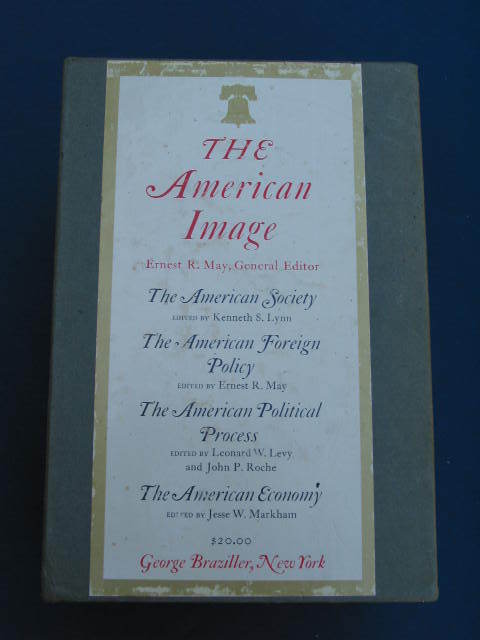 THE
American
Image
Ernest R. May, General Editor
The American Society
EDITED BY Kenneth S. Lynn
The American Foreign
Policy
EDITED BY Ernest R. May
The American Political
Process
EDITED BY Leonard W. Levy
and John P. Roche
The American Economy
EDITED BY Jesse W. Markham
$20.00
George Braziller, New York